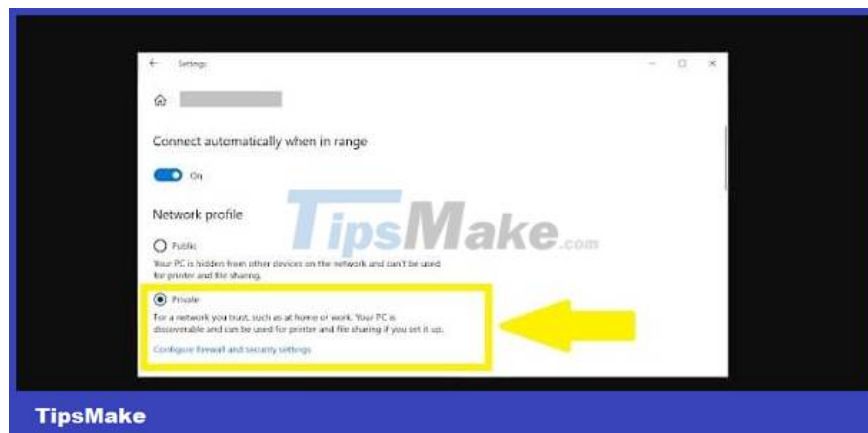 Settings
Connect automatically when in range
On
Network profile
TipsMake.com
Public
Your PC is hidden from other devices on the network and can't be used
for printer and file sharing.
Private
For a network you trust, such as at home or work. Your PC is
discoverable and can be used for printer and file sharing if you set it up.
Configure firewall and security settings
TipsMake